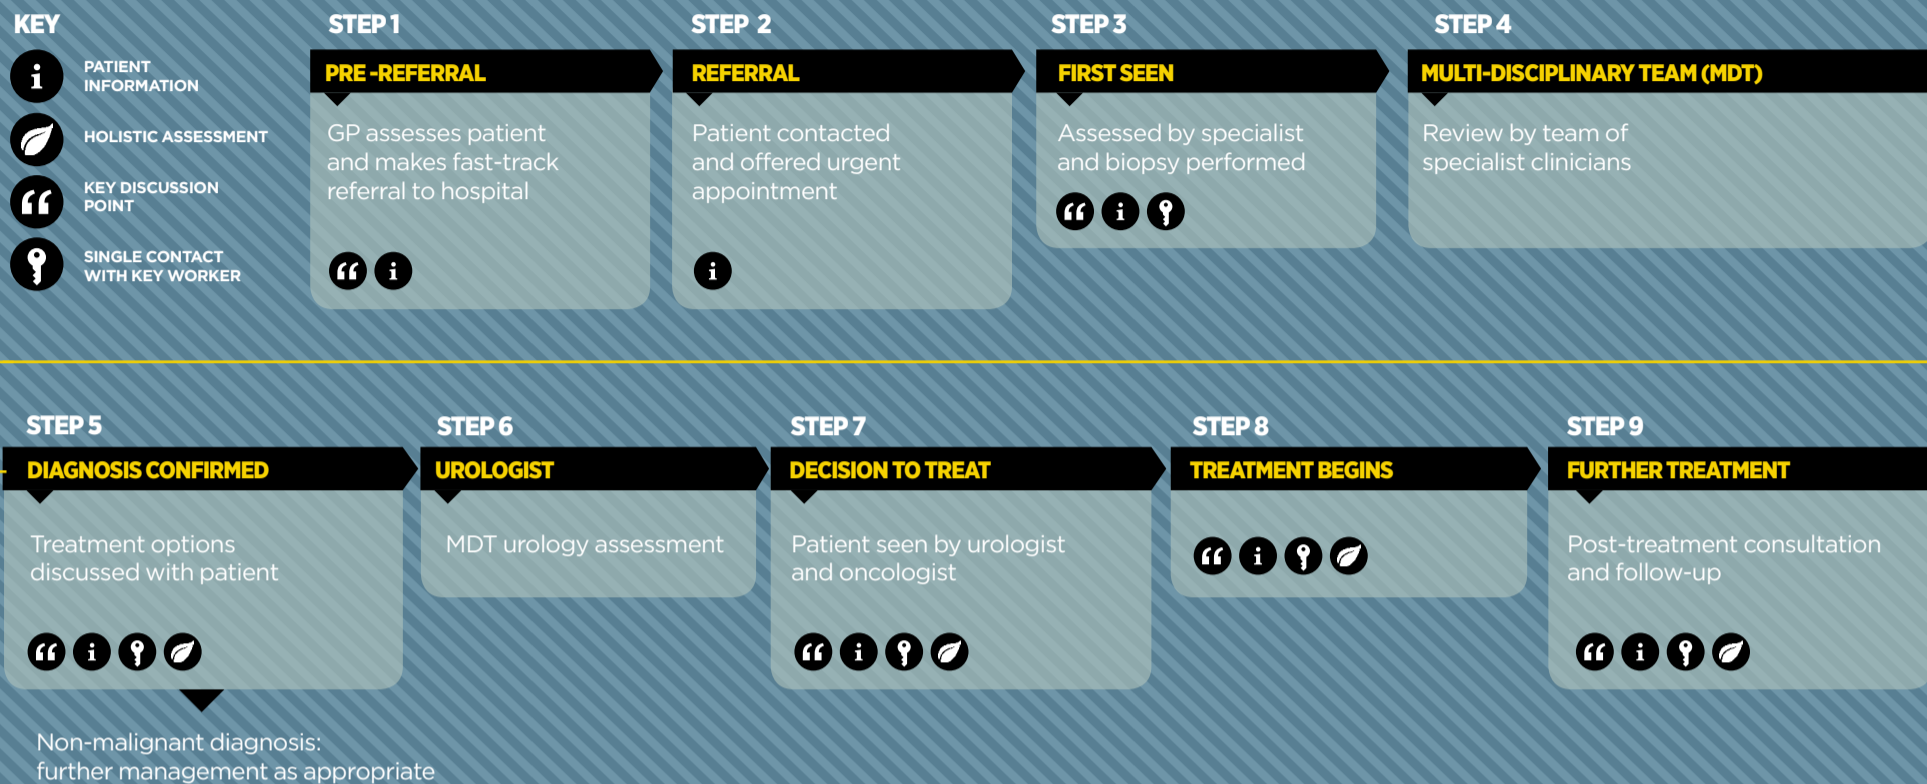 KEY
PATIENT
INFORMATION
HOLISTIC ASSESSMENT
KEY DISCUSSION
POINT
SINGLE CONTACT
WITH KEY WORKER
STEP 1
PRE -REFERRAL
GP assesses patient
and makes fast-track
referral to hospital
STEP 2
REFERRAL
Patient contacted
and offered urgent
appointment
STEP 3
FIRST SEEN
Assessed by specialist
and biopsy performed
STEP 4
MULTI-DISCIPLINARY TEAM (MDT)
Review by team of
specialist clinicians
STEP 5
DIAGNOSIS CONFIRMED
Treatment options
discussed with patient
Non-malignant diagnosis:
further management as appropriate
STEP 6
UROLOGIST
MDT urology assessment
STEP 7
DECISION TO TREAT
Patient seen by urologist
and oncologist
STEP 8
TREATMENT BEGINS
STEP 9
FURTHER TREATMENT
Post-treatment consultation
and follow-up